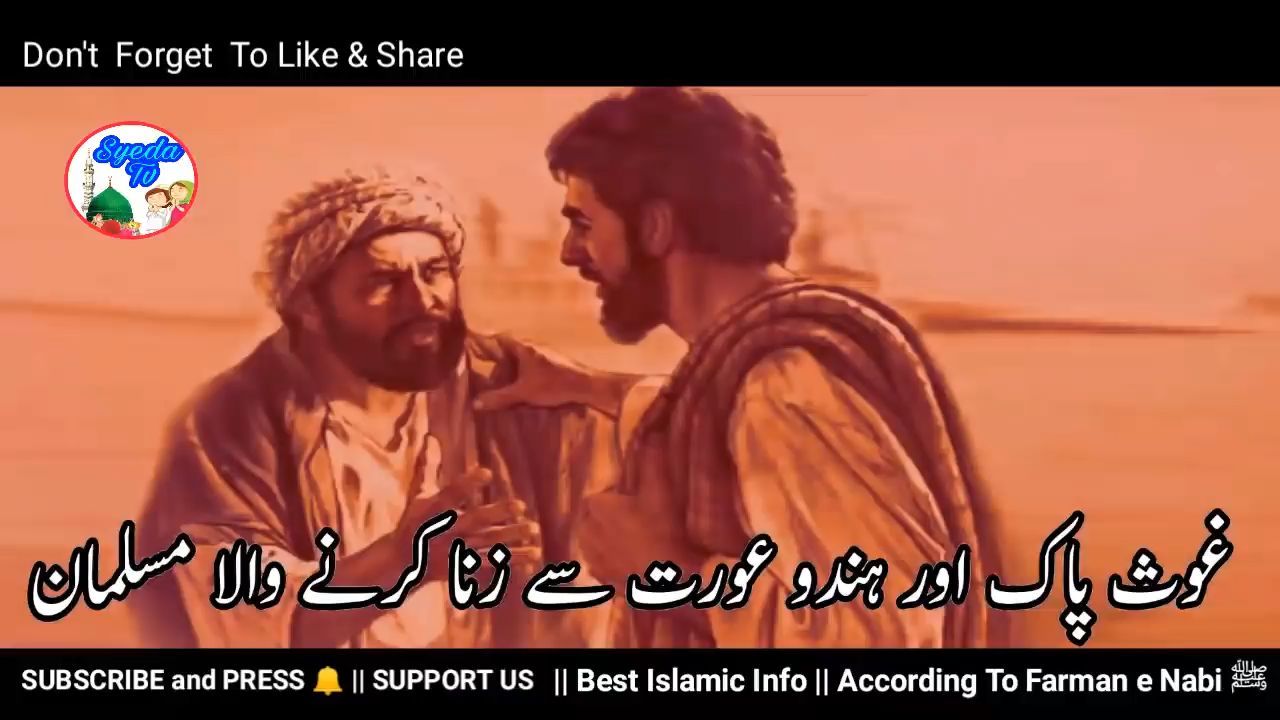 Don't Forget To Like & Share
Syeda
Tv
غوث پاک اور ہندو عورت سے زنا کرنے والا مسلمان
SUBSCRIBE and PRESS 🔔 || SUPPORT US || Best Islamic Info || According To Farman e Nabi ﷺ